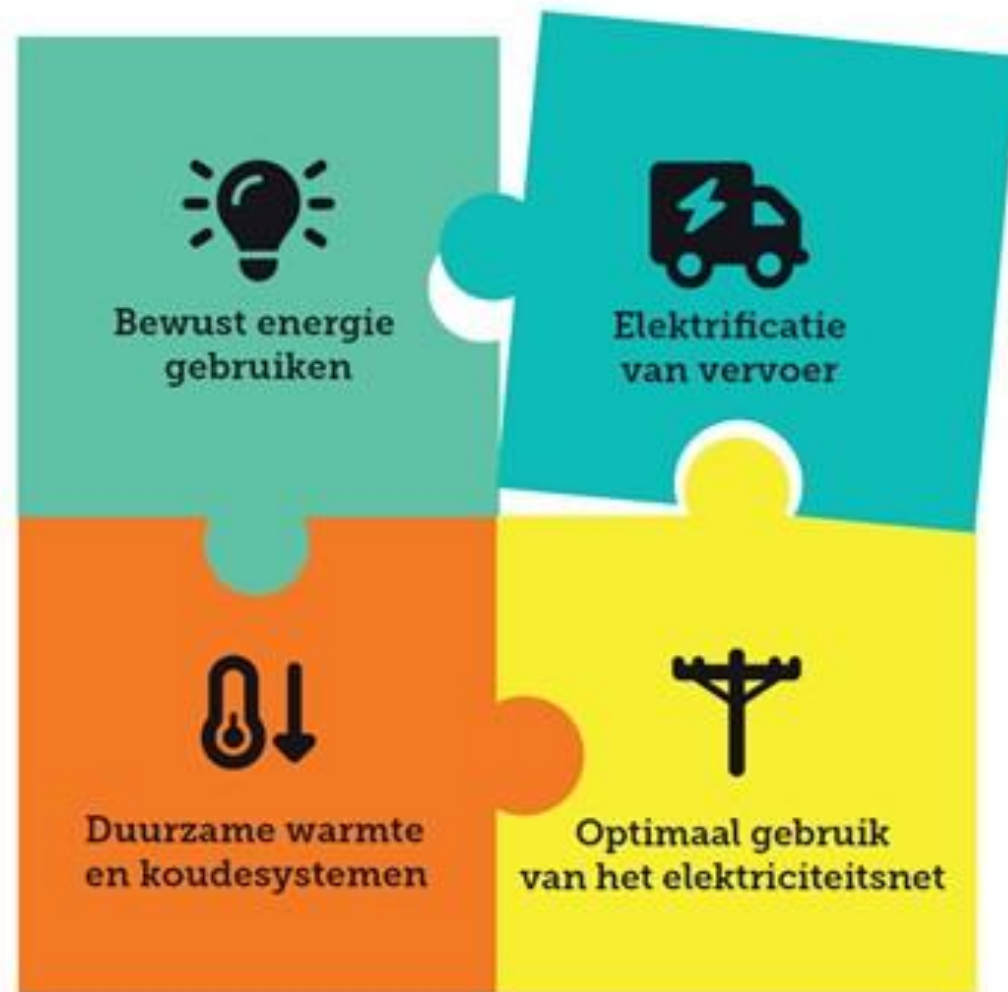 Bewust energie
gebruiken
Elektrificatie
van vervoer
Duurzame warmte
en koudesystemen
Optimaal gebruik
van het elektriciteitsnet